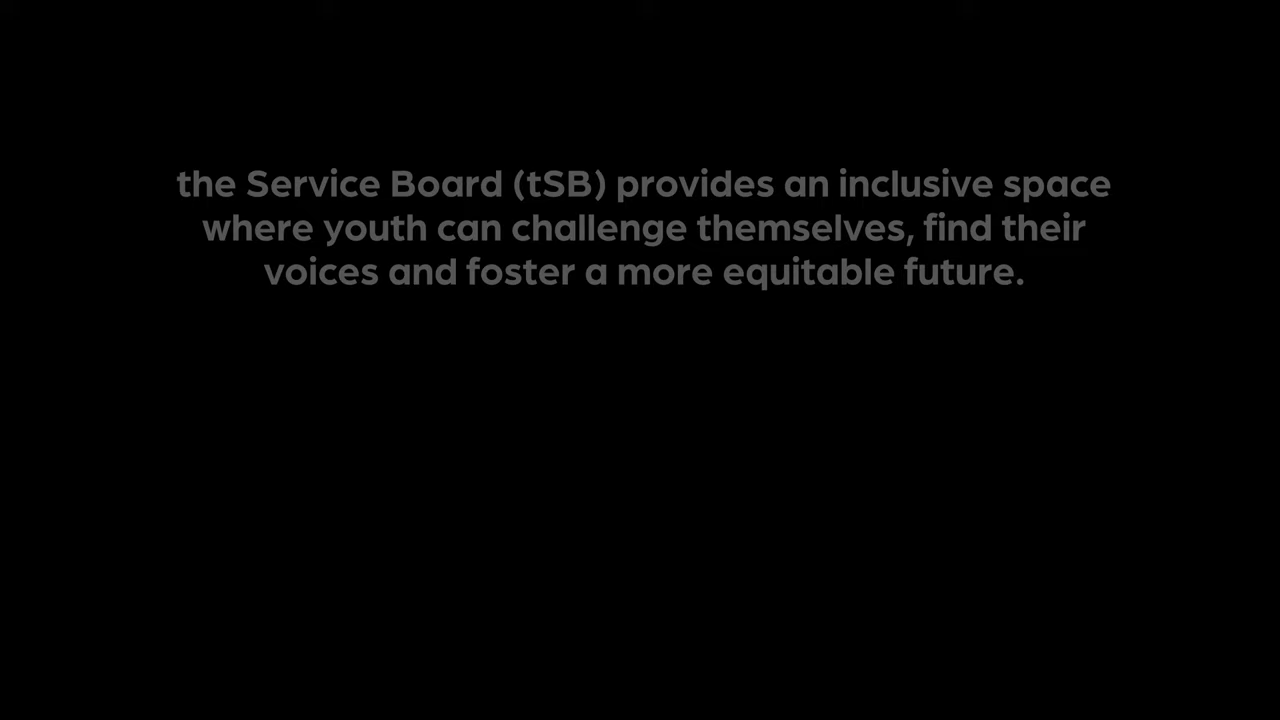 the Service Board (tSB) provides an inclusive space
where youth can challenge themselves, find their
voices and foster a more equitable future.